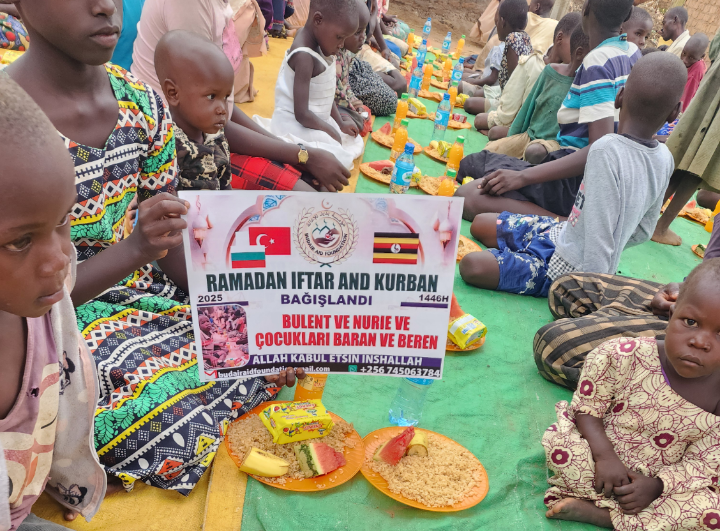 RAMADAN IFTAR AND KURBAN
2025
BAĞIŞLANDI
1446H
BULENT VE NURIE VE
ÇOCUKLARI BARAN VE BEREN
ALLAH KABUL ETSIN INSHALLAH
+256 745063784